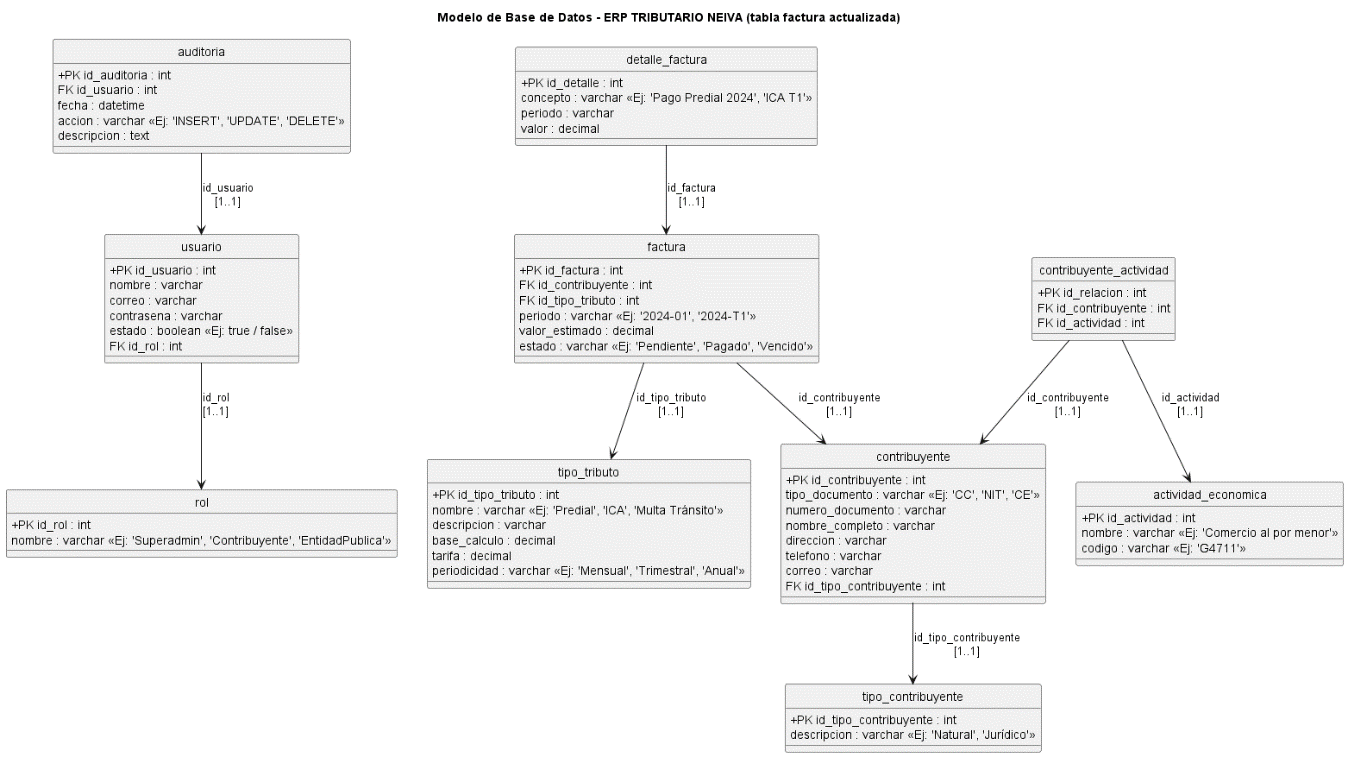 Modelo de Base de Datos - ERP TRIBUTARIO NEIVA (tabla factura actualizada)
auditoria
+PK id_auditoria : int
FK id_usuario : int
fecha : datetime
accion : varchar «Ej: 'INSERT', 'UPDATE', 'DELETE'»
descripcion : text
detalle_factura
+PK id_detalle : int
concepto : varchar «Ej: 'Pago Predial 2024', 'ICA T1'»
periodo : varchar
valor : decimal
id_usuario
[1..1]
id_factura
[1..1]
usuario
+PK id_usuario : int
nombre : varchar
correo : varchar
contrasena : varchar
estado : boolean «Ej: true / false»
FK id_rol : int
factura
+PK id_factura : int
FK id_contribuyente : int
FK id_tipo_tributo : int
periodo : varchar «Ej: '2024-01', '2024-T1'»
valor_estimado : decimal
estado : varchar «Ej: 'Pendiente', 'Pagado', 'Vencido'»
contribuyente_actividad
+PK id_relacion : int
FK id_contribuyente : int
FK id_actividad : int
id_rol
[1..1]
id_tipo_tributo
[1..1]
id_contribuyente
[1..1]
id_contribuyente
[1..1]
id_actividad
[1..1]
rol
+PK id_rol : int
nombre : varchar «Ej: 'Superadmin', 'Contribuyente', 'EntidadPublica'»
tipo_tributo
+PK id_tipo_tributo : int
nombre : varchar «Ej: 'Predial', 'ICA', 'Multa Tránsito'»
descripcion : varchar
base_calculo : decimal
tarifa : decimal
periodicidad : varchar «Ej: 'Mensual', 'Trimestral', 'Anual'»
contribuyente
+PK id_contribuyente : int
tipo_documento : varchar «Ej: 'CC', 'NIT', 'CE'»
numero_documento : varchar
nombre_completo : varchar
direccion : varchar
telefono : varchar
correo : varchar
FK id_tipo_contribuyente : int
actividad_economica
+PK id_actividad : int
nombre : varchar «Ej: 'Comercio al por menor'»
codigo : varchar «Ej: 'G4711'»
id_tipo_contribuyente
[1..1]
tipo_contribuyente
+PK id_tipo_contribuyente : int
descripcion : varchar «Ej: 'Natural', 'Jurídico'»